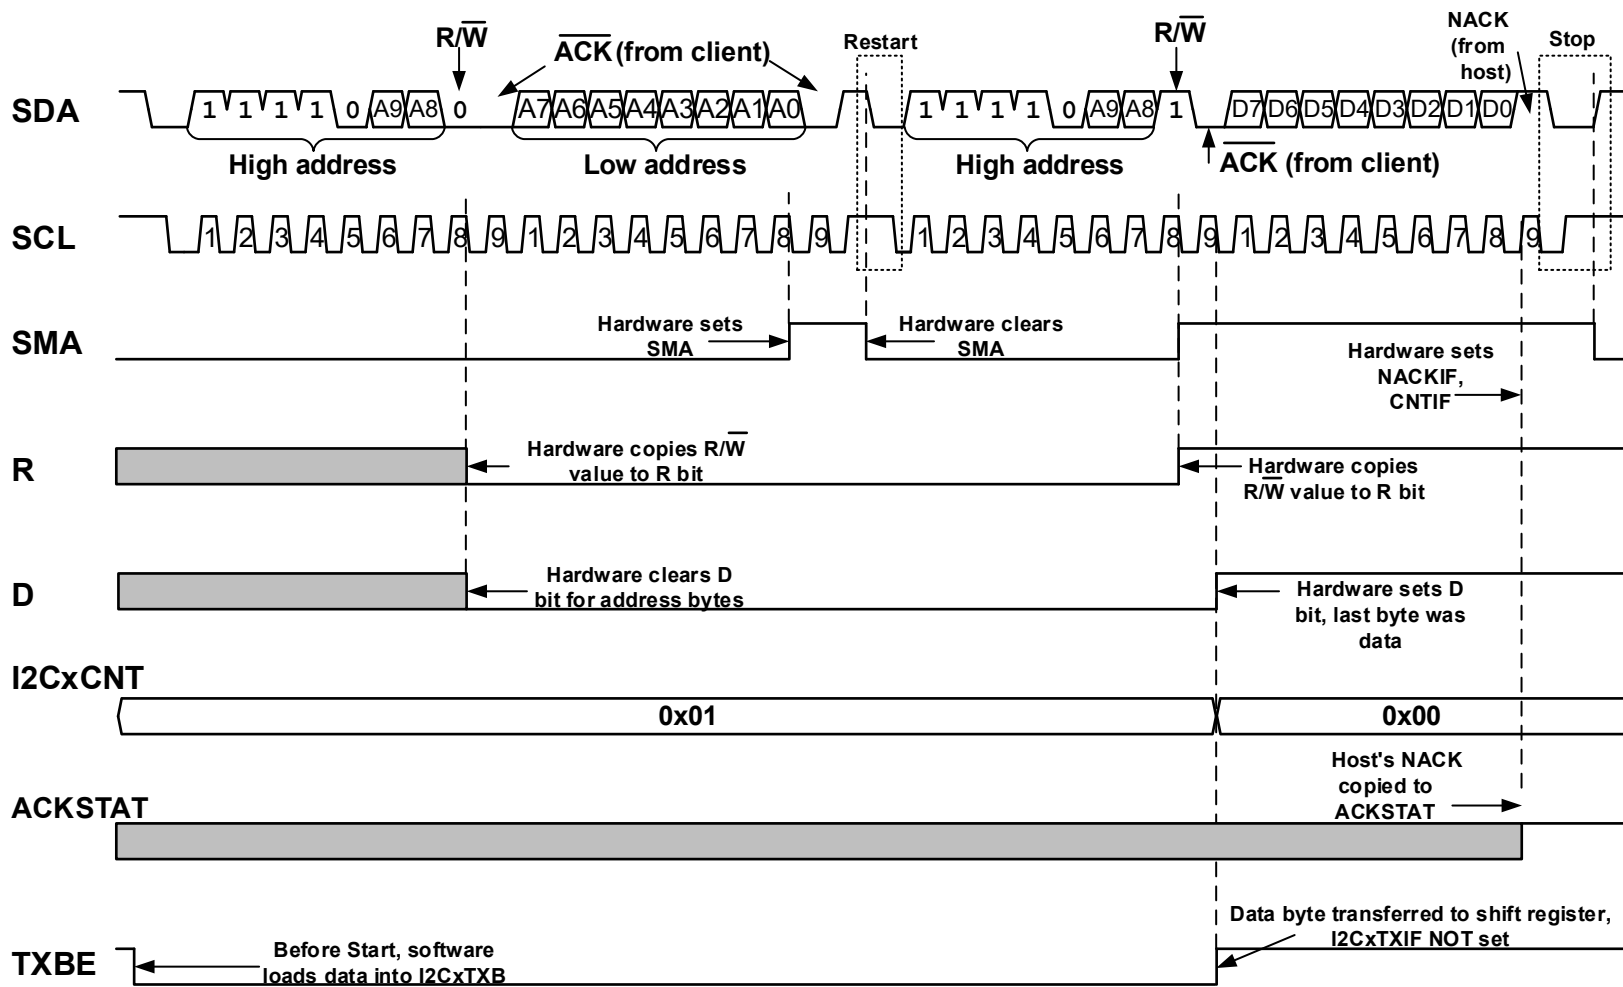 R/W
ACK (from client)
Restart
R/W
NACK
(from
host)
Stop
SDA
1 1 1 1 0 A9 A8 0 A7 A6 A5 A4 A3 A2 A1 A0 1 1 1 1 0 A9 A8 1 D7 D6 D5 D4 D3 D2 D1 D0
High address
Low address
High address
ACK (from client)
SCL
1 2 3 4 5 6 7 8 9 1 2 3 4 5 6 7 8 9 1 2 3 4 5 6 7 8 9 1 2 3 4 5 6 7 8 9
SMA
Hardware sets
SMA
Hardware clears
SMA
Hardware sets
NACKIF,
CNTIF
R
Hardware copies R/W
value to R bit
Hardware copies
R/W value to R bit
D
Hardware clears D
bit for address bytes
Hardware sets D
bit, last byte was
data
I2CxCNT
0x01
0x00
ACKSTAT
Host's NACK
copied to
ACKSTAT
TXBE
Before Start, software
loads data into I2CxTXB
Data byte transferred to shift register,
I2CxTXIF NOT set